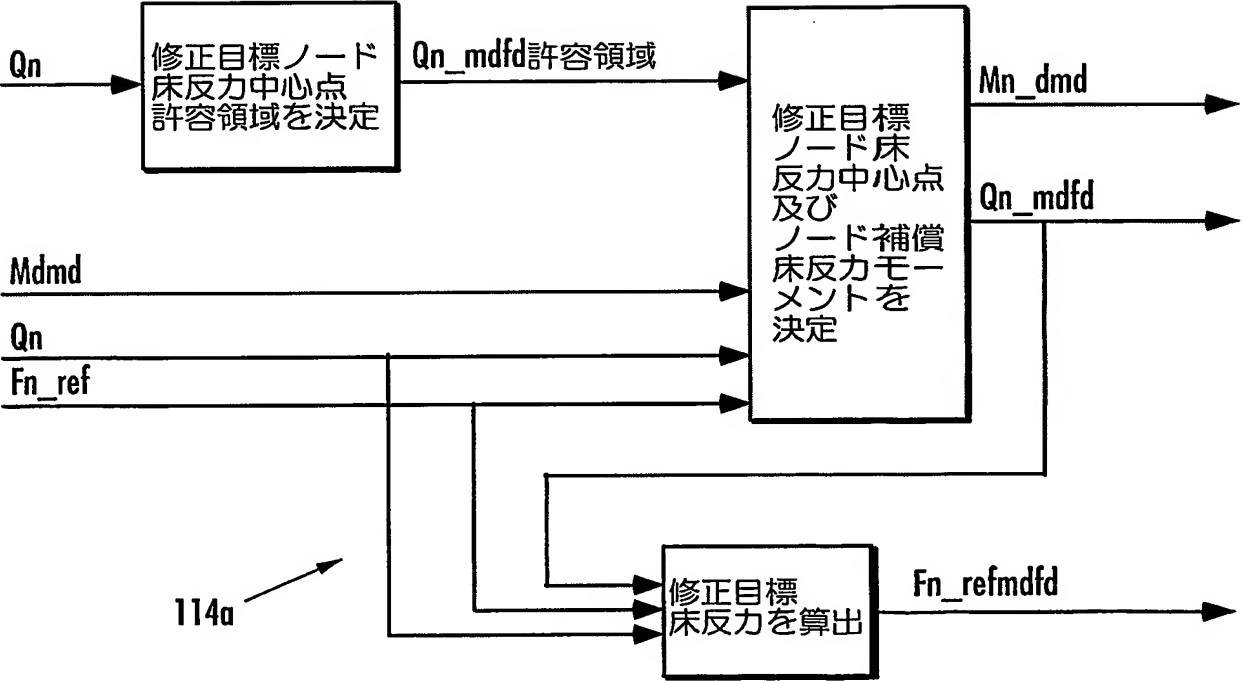 Qn
修正目標ノード
床反力中心点
許容領域を決定
Qn_mdfd許容領域
Mdmd
Qn
Fn_ref
修正目標
ノード床
反力中心点
及び
ノード補償
床反力モー
メントを
決定
Mn_dmd
Qn_mdfd
修正目標
床反力を算出
Fn_refmdfd
114a